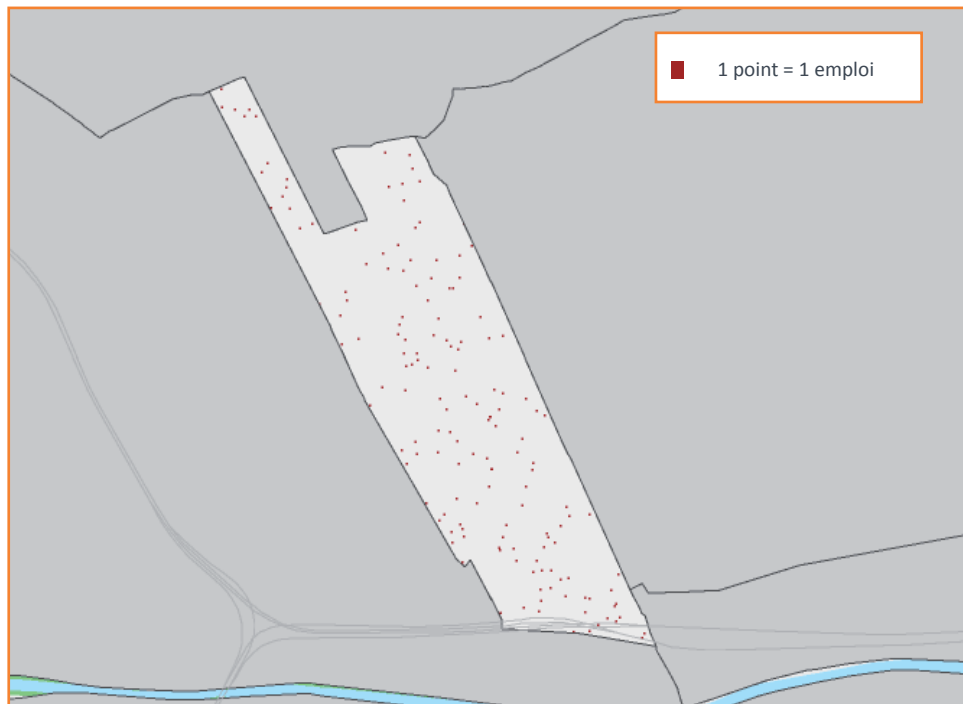 1 point = 1 emploi